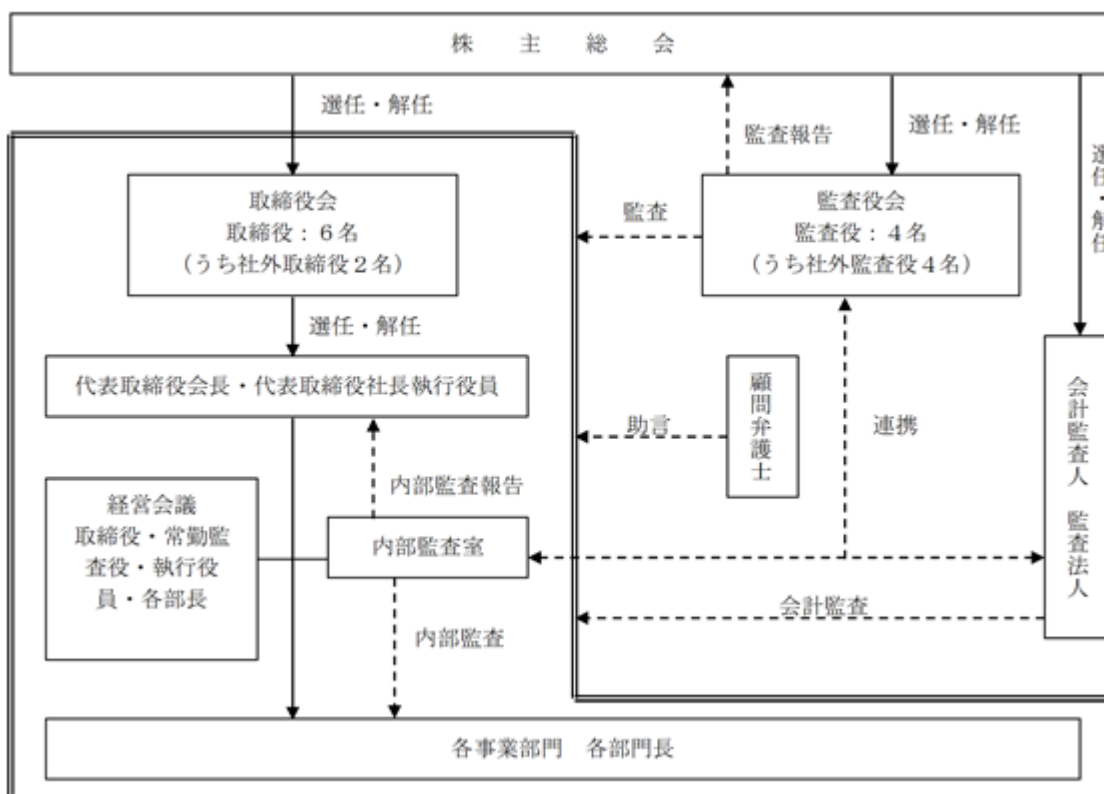 株 主 総 会
選任・解任
監査報告
選任・解任
選任・解任
取締役会
取締役：６名
（うち社外取締役２名）
監査
監査役会
監査役：４名
（うち社外監査役４名）
選任・解任
代表取締役会長・代表取締役社長執行役員
助言
顧問弁護士
連携
会計監査人 監査法人
内部監査報告
経営会議
取締役・常勤監
査役・執行役
員・各部長
内部監査室
会計監査
内部監査
各事業部門 各部門長